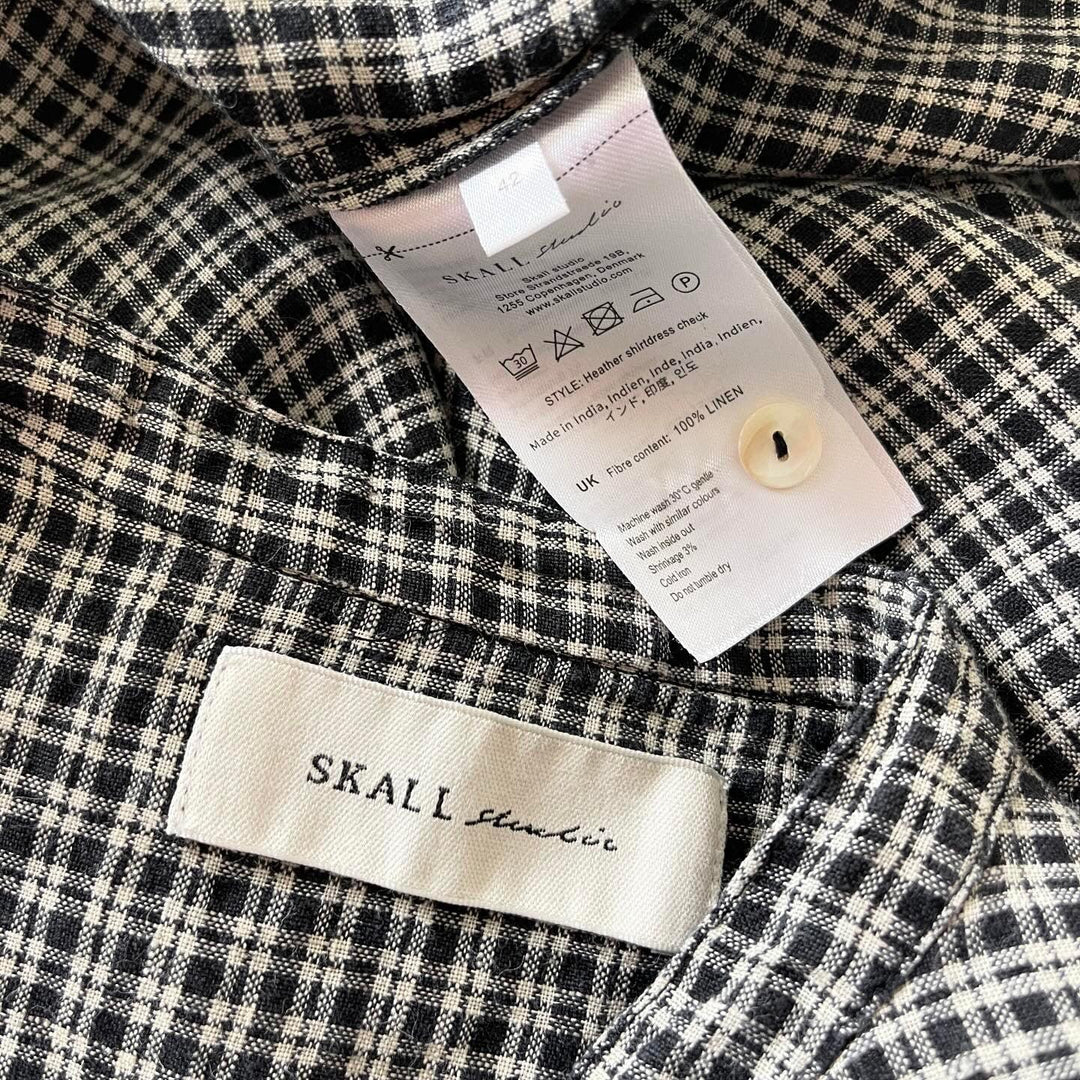 42
SKALL studio
Skall studio
Store Strandstraede 19B,
1255 Copenhagen, Denmark
www.skallstudio.com
30
P
STYLE: Heather shirtdress check
Made in India, Indien, Inde, India, Indien,
インド, 印度, 인도
UK Fibre content: 100% LINEN
Machine wash 30°C gentle
Wash with similar colours
Wash inside out
Shrinkage 3%
Cold iron
Do not tumble dry
SKALL studio